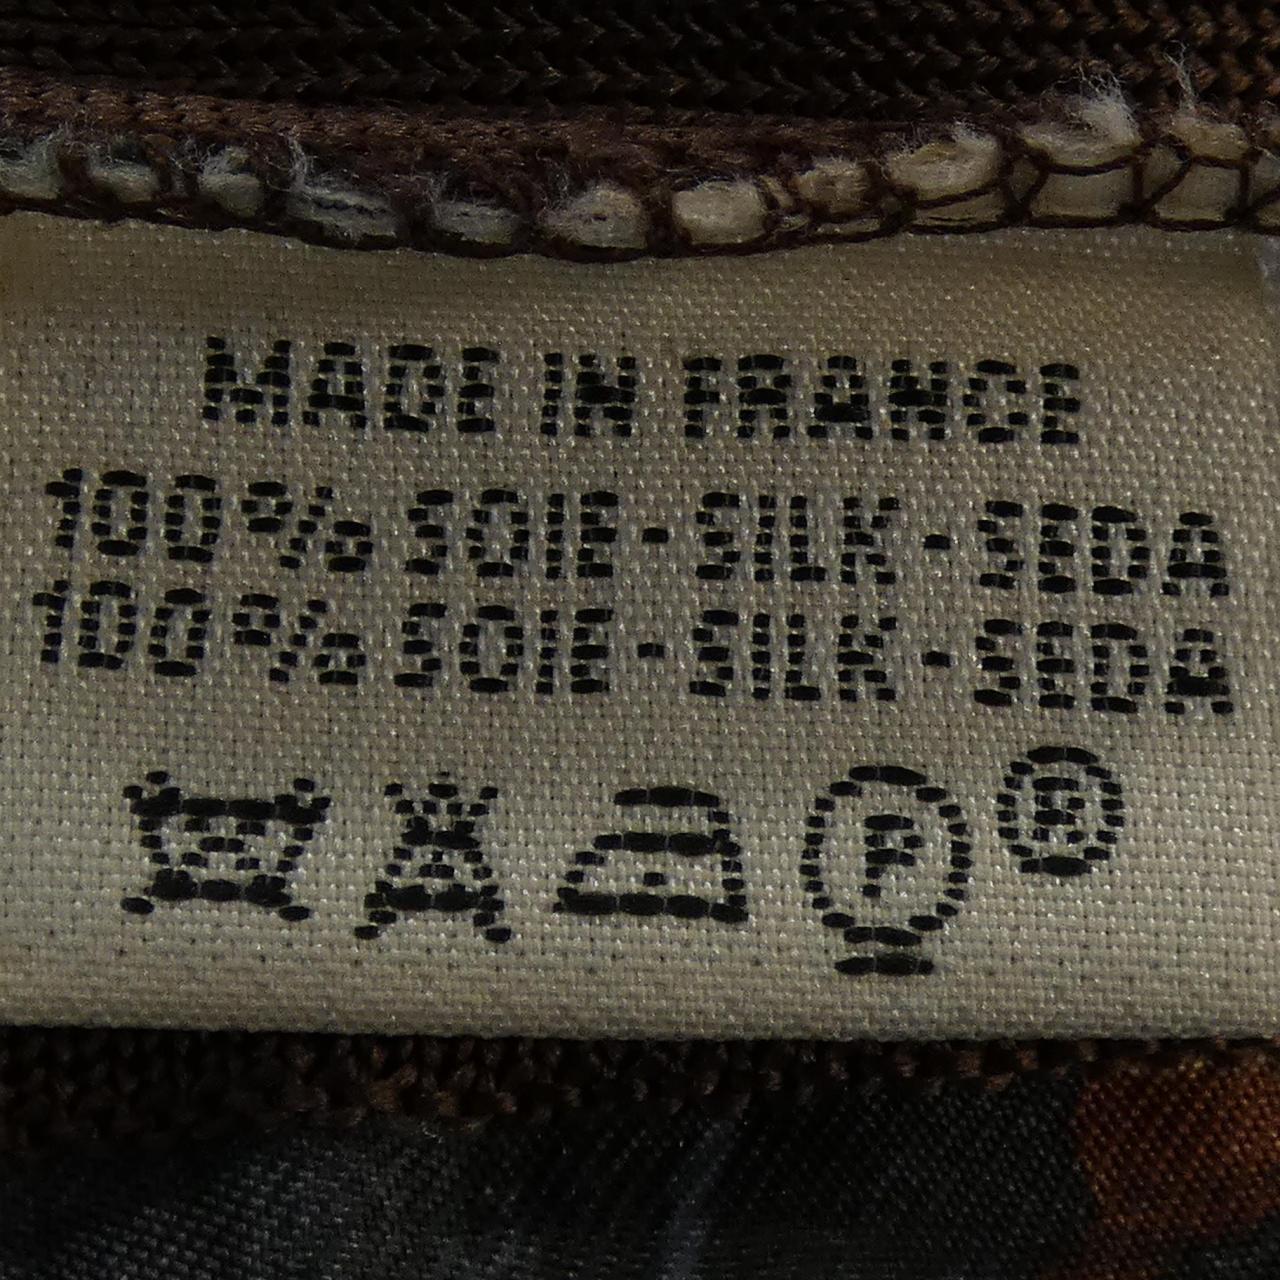 MADE IN FRANCE
100% SOIE - SILK - SEDA
100% SOIE - SILK - SEDA
P ®